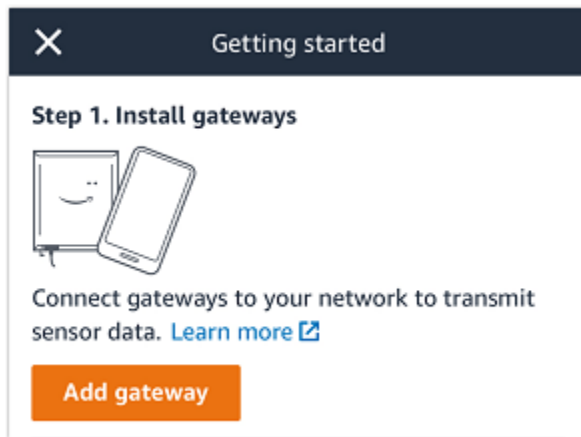 Getting started
Step 1. Install gateways
Connect gateways to your network to transmit
sensor data. Learn more
Add gateway